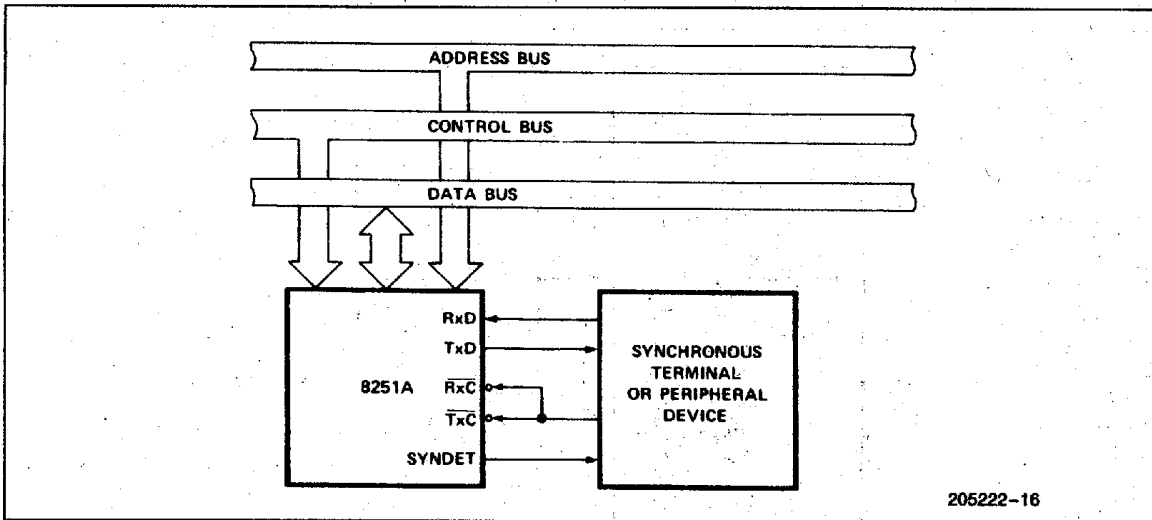 ADDRESS BUS
CONTROL BUS
DATA BUS
RxD
TxD
8251A
RxC
TxC
SYNDET
SYNCHRONOUS
TERMINAL
OR PERIPHERAL
DEVICE
205222-16